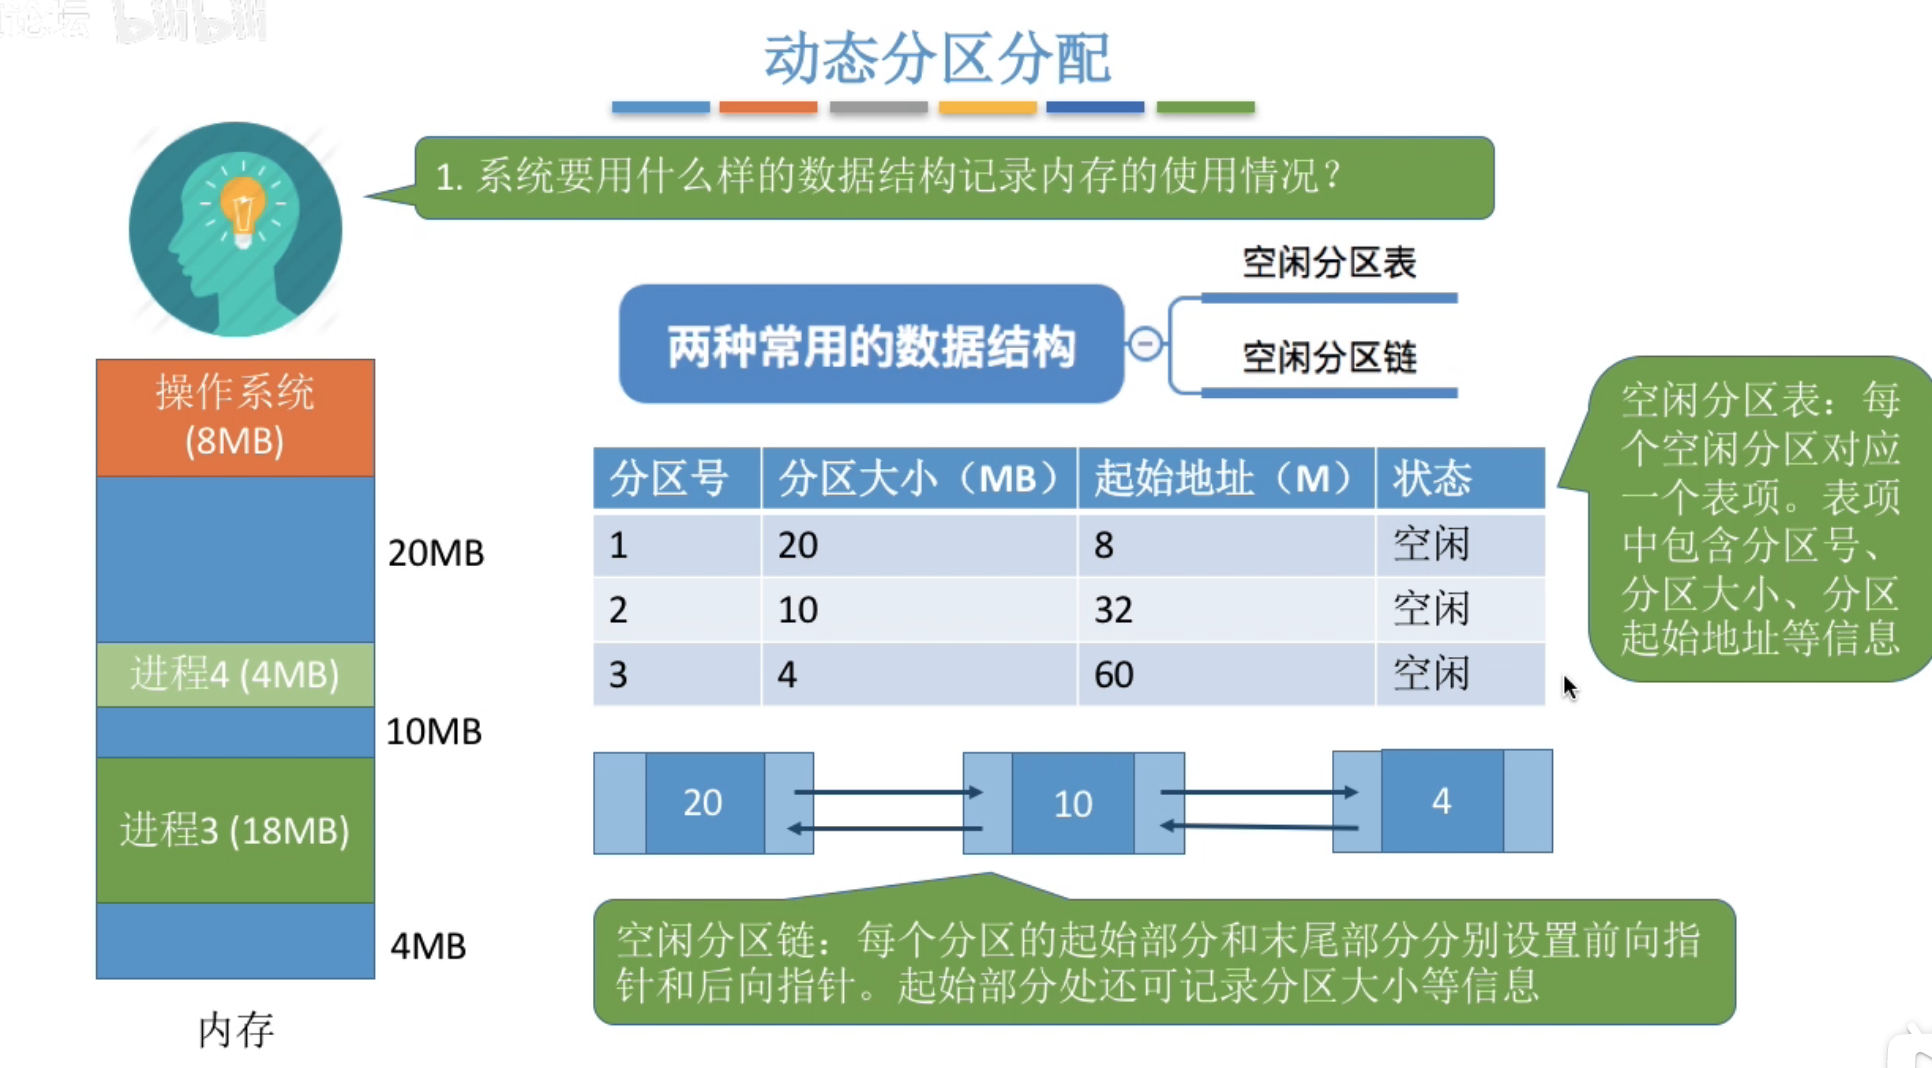 论坛 bilibili
动态分区分配
1. 系统要用什么样的数据结构记录内存的使用情况？
两种常用的数据结构
空闲分区表
空闲分区链
操作系统
(8MB)
20MB
进程4 (4MB)
10MB
进程3 (18MB)
4MB
内存
分区号 分区大小（MB） 起始地址（M） 状态
1 20 8 空闲
2 10 32 空闲
3 4 60 空闲
空闲分区表：每
个空闲分区对应
一个表项。表项
中包含分区号、
分区大小、分区
起始地址等信息
20 10 4
空闲分区链：每个分区的起始部分和末尾部分分别设置前向指
针和后向指针。起始部分处还可记录分区大小等信息